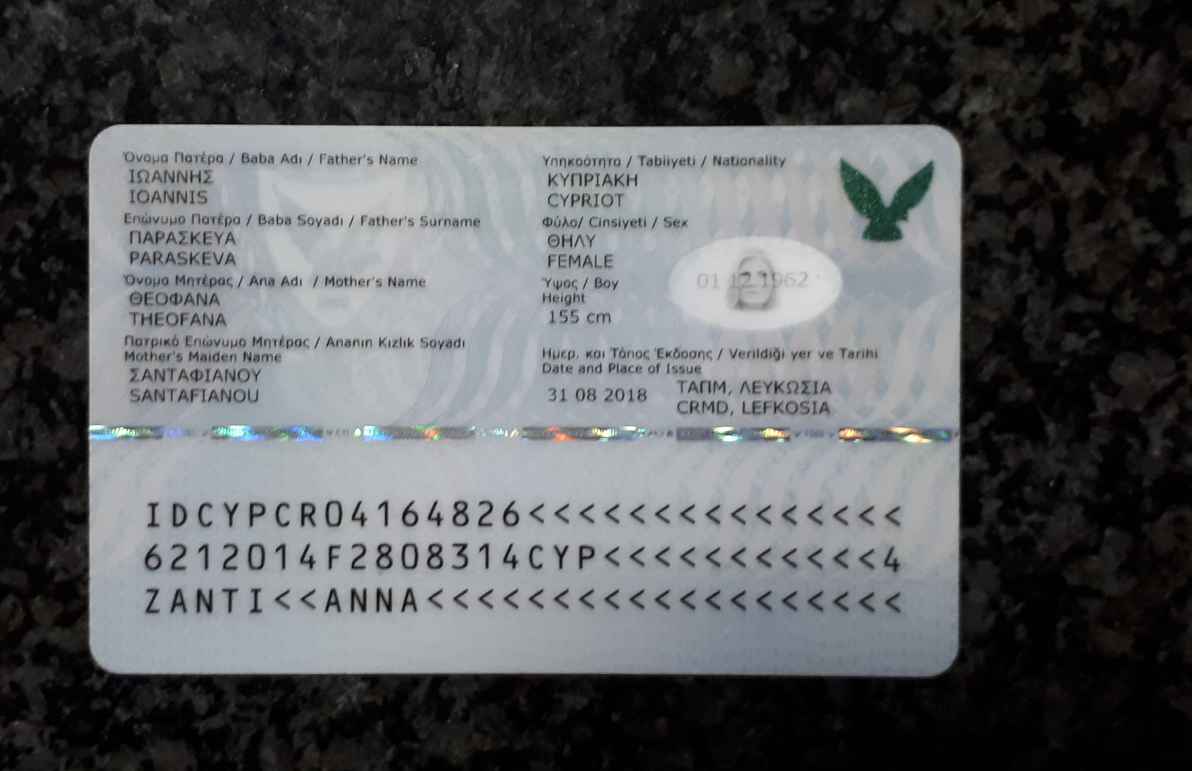 Όνομα Πατέρα / Baba Adı / Father's Name
ΙΩΑΝΝΗΣ
IOANNIS
Επώνυμο Πατέρα / Baba Soyadı / Father's Surname
ΠΑΡΑΣΚΕΥΑ
PARASKEVA
Όνομα Μητέρας / Ana Adı / Mother's Name
ΘΕΟΦΑΝΑ
THEOFANA
Πατρικό Επώνυμο Μητέρας / Ananın Kızlık Soyadı
Mother's Maiden Name
ΣΑΝΤΑΦΙΑΝΟΥ
SANTAFIANOU
Υπηκοότητα / Tabiiyeti / Nationality
ΚΥΠΡΙΑΚΗ
CYPRIOT
Φύλο/ Cinsiyeti / Sex
ΘΗΛΥ
FEMALE
Ύψος / Boy
Height
155 cm
01 12 1962
Ημερ. και Τόπος Έκδοσης / Verildiği yer ve Tarihi
Date and Place of Issue
31 08 2018 ΤΑΠΜ, ΛΕΥΚΩΣΙΑ
CRMD, LEFKOSIA
IDCYPCR04164826<<<<<<<<<<<<<<<
6212014F2808314CYP<<<<<<<<<<<4
ZANTI<<ANNA<<<<<<<<<<<<<<<<<<<